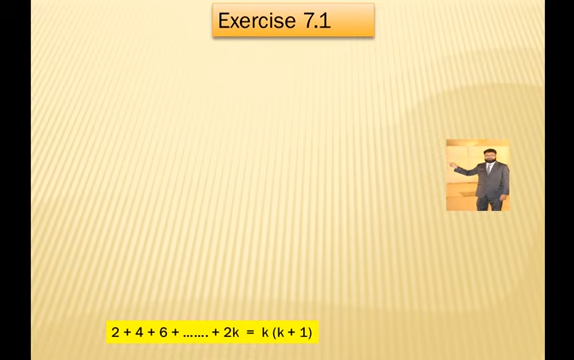 Exercise 7.1
2 + 4 + 6 + ....... + 2k = k (k + 1)